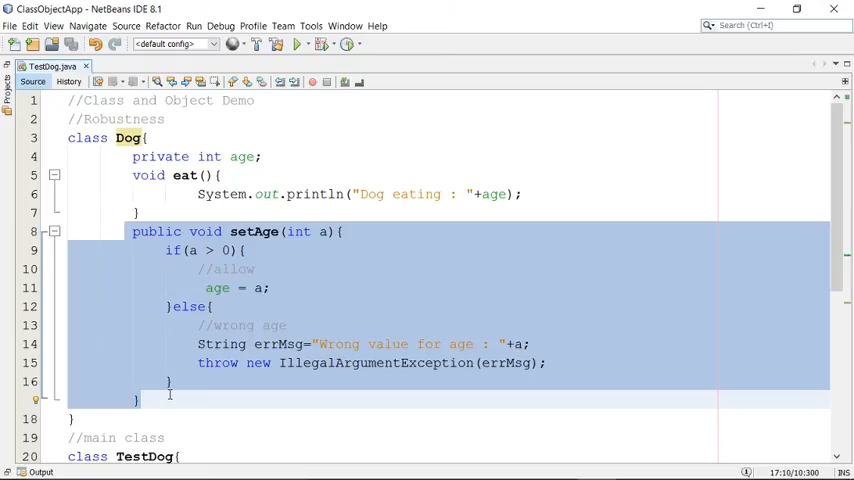 ClassObjectApp - NetBeans IDE 8.1
File Edit View Navigate Source Refactor Run Debug Profile Team Tools Window Help
Search (Ctrl+I)
<default config>
TestDog.java
Projects
Source History
1 //Class and Object Demo
2 //Robustness
3 class Dog{
4 private int age;
5 void eat(){
6 System.out.println("Dog eating : "+age);
7 }
8 public void setAge(int a){
9 if(a > 0){
10 //allow
11 age = a;
12 }else{
13 //wrong age
14 String errMsg="Wrong value for age : "+a;
15 throw new IllegalArgumentException(errMsg);
16 }
}
18 }
19 //main class
20 class TestDog{
Output
17:10/10:300 INS